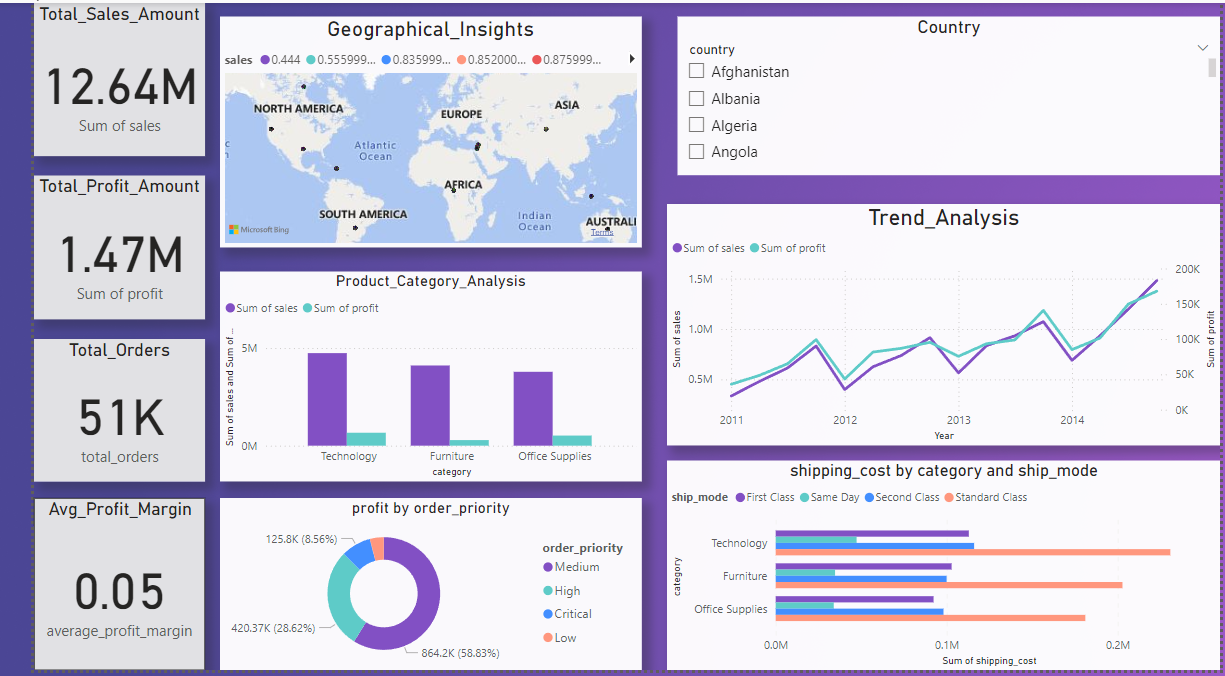 Total_Sales_Amount
12.64M
Sum of sales
Total_Profit_Amount
1.47M
Sum of profit
Total_Orders
51K
total_orders
Avg_Profit_Margin
0.05
average_profit_margin
Geographical_Insights
sales 0.444 0.555999... 0.835999... 0.852000... 0.875999...
NORTH AMERICA
EUROPE
ASIA
Atlantic
Ocean
AFRICA
SOUTH AMERICA
Indian
Ocean
AUSTRALI
Microsoft Bing
Terms
Product_Category_Analysis
Sum of sales Sum of profit
Sum of sales and Sum of ...
5M
0M
Technology Furniture Office Supplies
category
profit by order_priority
125.8K (8.56%)
420.37K (28.62%)
864.2K (58.83%)
order_priority
Medium
High
Critical
Low
Country
country
Afghanistan
Albania
Algeria
Angola
Trend_Analysis
Sum of sales Sum of profit
Sum of sales
1.5M
1.0M
0.5M
200K
150K
100K
50K
0K
Sum of profit
2011 2012 2013 2014
Year
shipping_cost by category and ship_mode
ship_mode First Class Same Day Second Class Standard Class
category
Technology
Furniture
Office Supplies
0.0M 0.1M 0.2M
Sum of shipping_cost